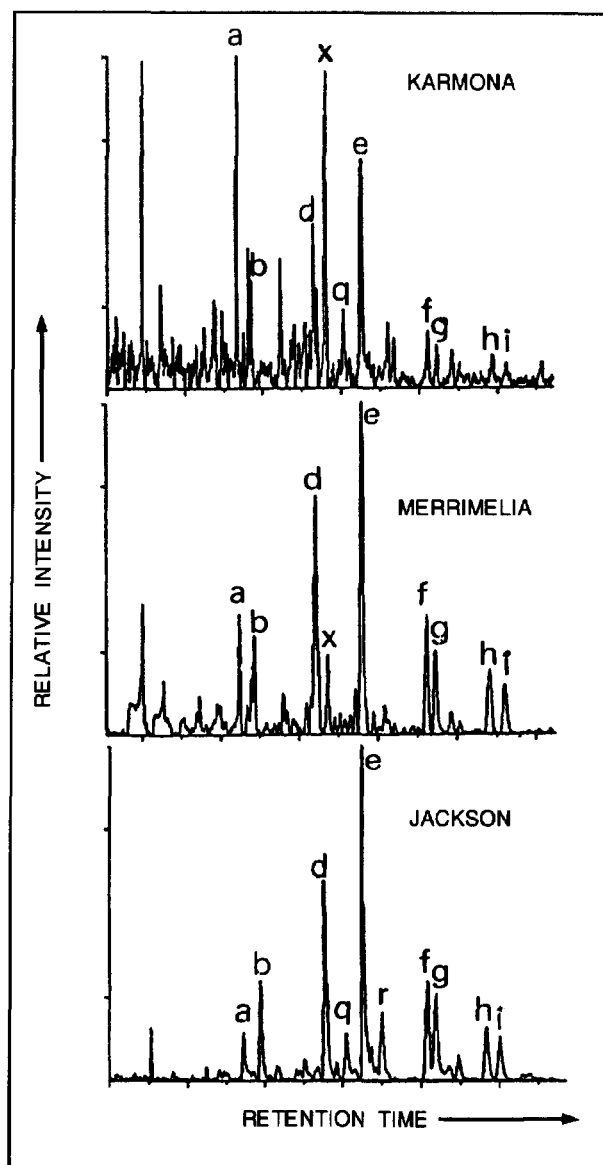 a
x
KARMONA
e
d
b
q
f
g
h i
e
d
MERRIMELIA
a
b
x
f
g
h
i
e
JACKSON
d
b
a
q
r
f
g
h
i
RELATIVE INTENSITY
RETENTION TIME